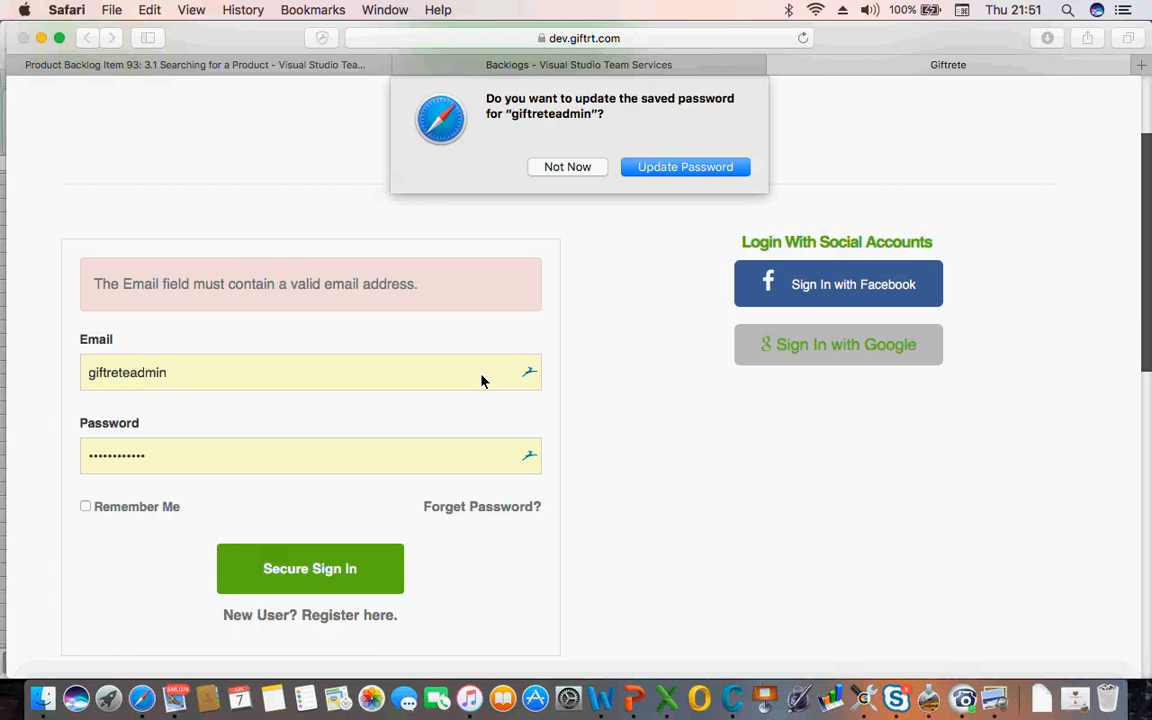 Safari File Edit View History Bookmarks Window Help 100% Thu 21:51
dev.giftrt.com
Product Backlog Item 93: 3.1 Searching for a Product - Visual Studio Tea... Backlogs - Visual Studio Team Services Giftrete
Do you want to update the saved password
for “giftreteadmin”?
Not Now Update Password
Login With Social Accounts
The Email field must contain a valid email address.
f Sign In with Facebook
Email
g Sign In with Google
giftreteadmin
Password
••••••••••••
Remember Me Forget Password?
Secure Sign In
New User? Register here.